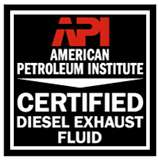 API
AMERICAN
PETROLEUM INSTITUTE
CERTIFIED
DIESEL EXHAUST
FLUID